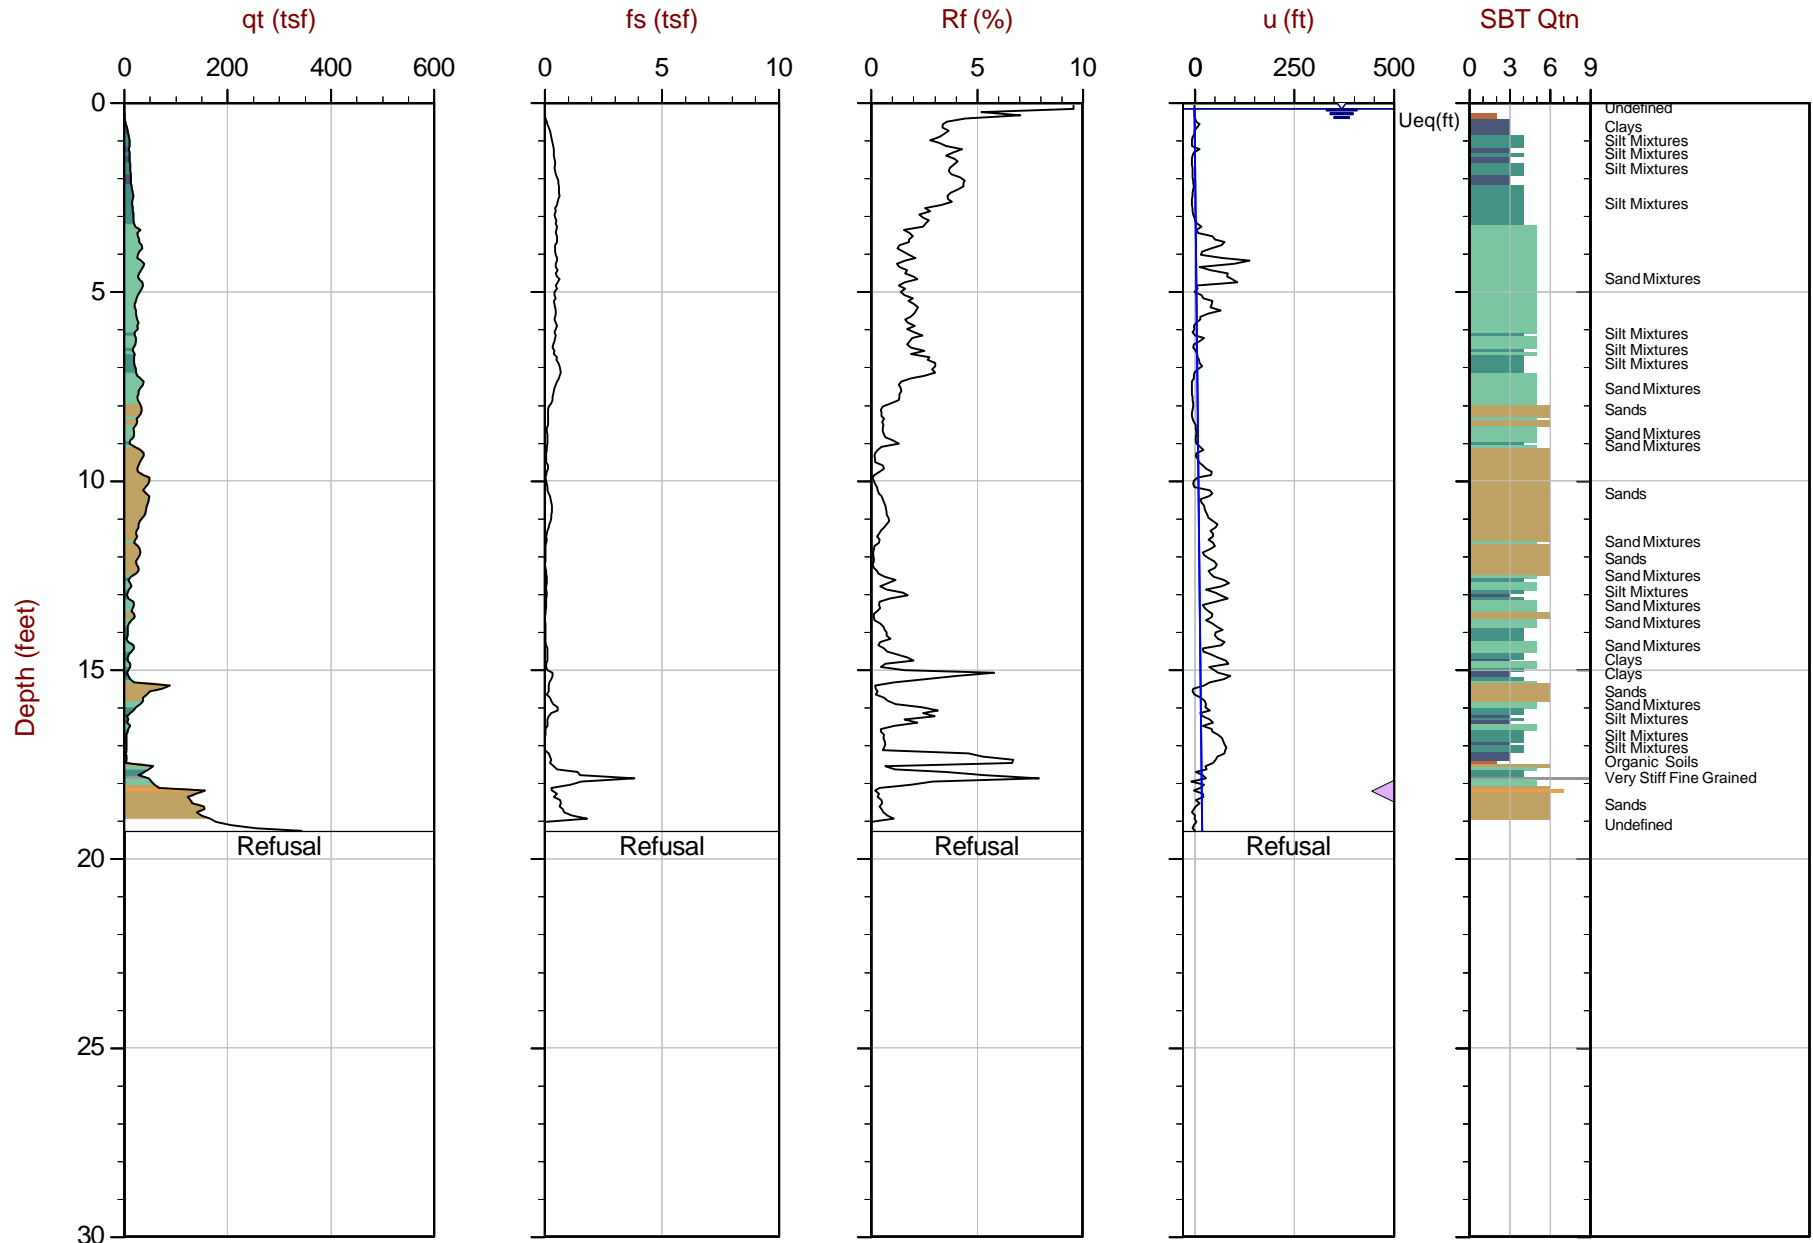 qt (tsf) fs (tsf) Rf (%) u (ft) SBT Qtn
0 200 400 600 0 5 10 0 5 10 0 250 500 0 3 6 9
0
Undefined
Ueq(ft)
Clays
Silt Mixtures
Silt Mixtures
Silt Mixtures
Silt Mixtures
Sand Mixtures
5
Silt Mixtures
Silt Mixtures
Silt Mixtures
Sand Mixtures
Sands
Sand Mixtures
Sand Mixtures
10
Sands
Sand Mixtures
Sands
Sand Mixtures
Silt Mixtures
Sand Mixtures
Sand Mixtures
Sand Mixtures
Clays
15
Clays
Sands
Sand Mixtures
Silt Mixtures
Silt Mixtures
Silt Mixtures
Organic Soils
Very Stiff Fine Grained
Sands
Undefined
Depth (feet)
Refusal Refusal Refusal Refusal
20
25
30